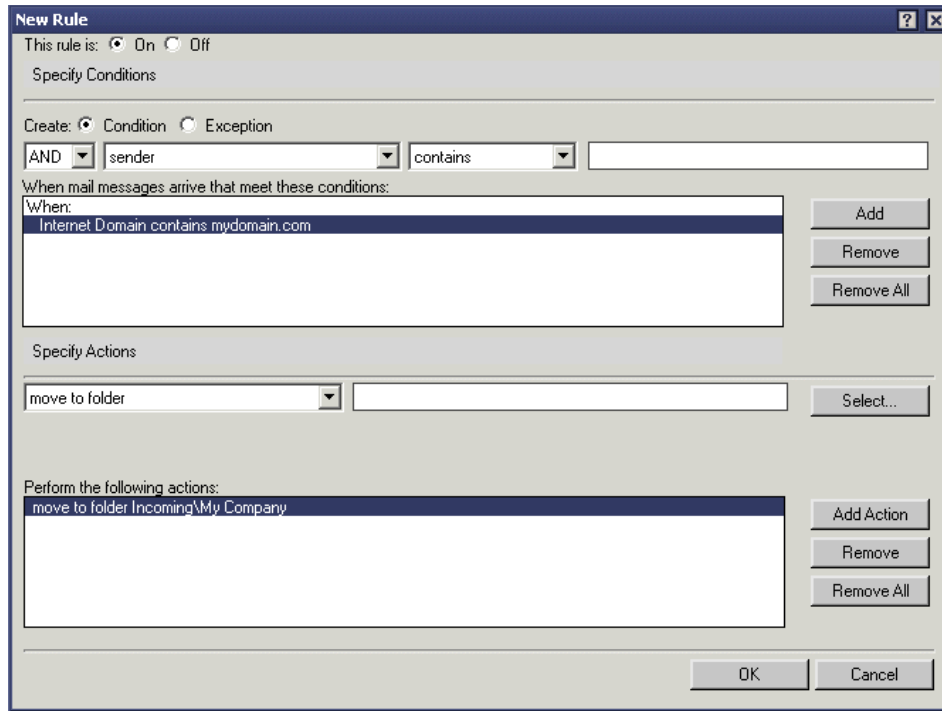 New Rule
This rule is: On Off
Specify Conditions
Create: Condition Exception
AND sender contains
When mail messages arrive that meet these conditions:
When:
Internet Domain contains mydomain.com
Add
Remove
Remove All
Specify Actions
move to folder
Select...
Perform the following actions:
move to folder Incoming\My Company
Add Action
Remove
Remove All
OK Cancel